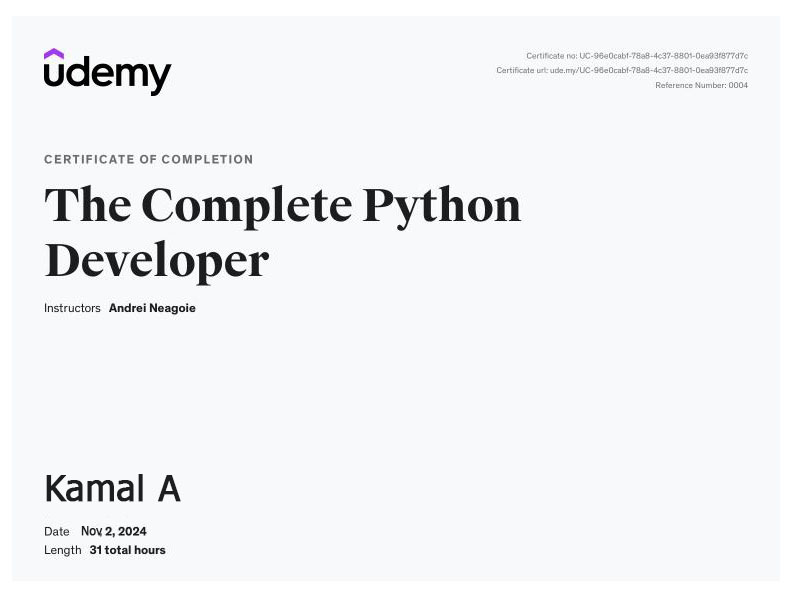 udemy
Certificate no: UC-96e0cabf-78a8-4c37-8801-0ea93f877d7c
Certificate url: ude.my/UC-96e0cabf-78a8-4c37-8801-0ea93f877d7c
Reference Number: 0004
CERTIFICATE OF COMPLETION
The Complete Python
Developer
Instructors Andrei Neagoie
Kamal A
Date Nov, 2, 2024
Length 31 total hours